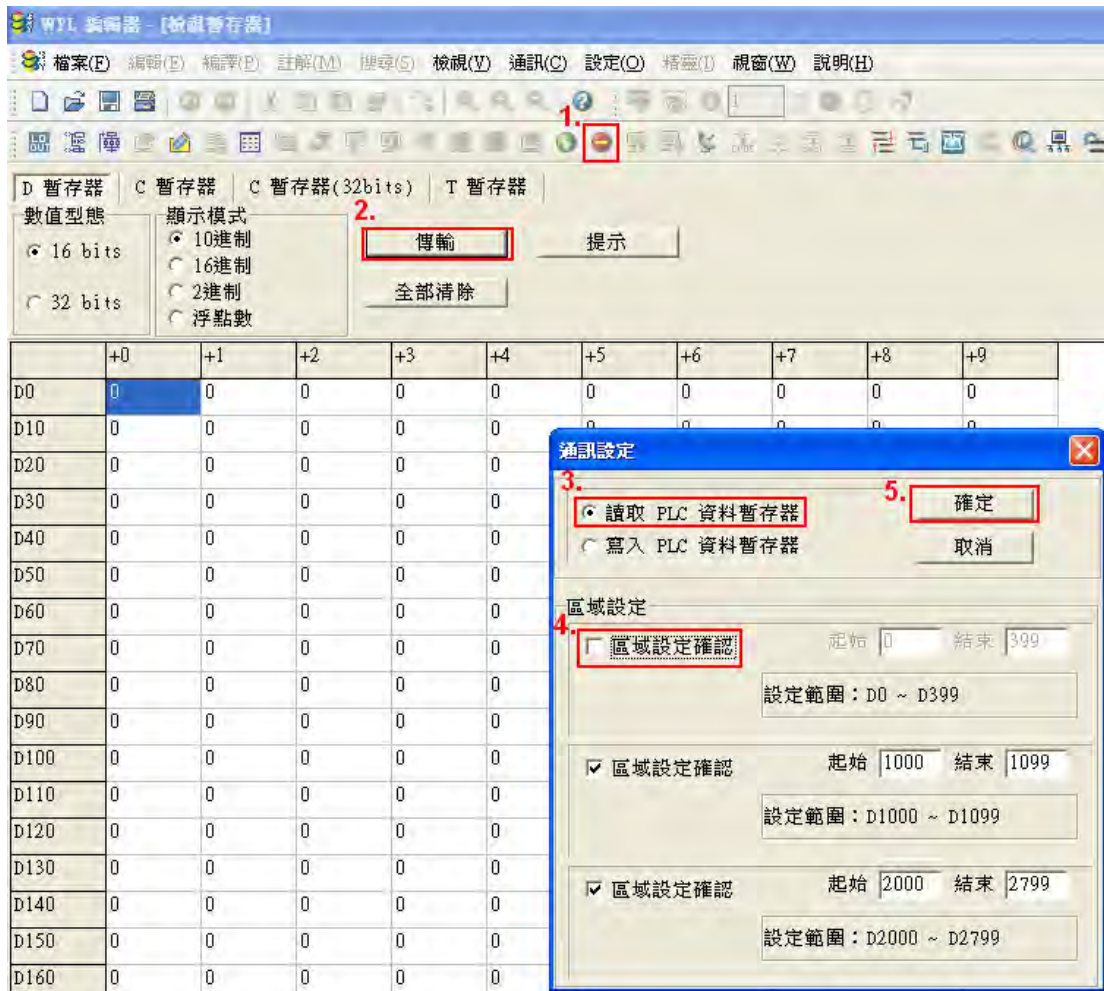 WPL 編輯器 - [檢視暫存器]
檔案(F) 編輯(E) 編譯(P) 註解(M) 搜尋(S) 檢視(V) 通訊(C) 設定(O) 精靈(I) 視窗(W) 說明(H)
1
1.
D 暫存器 C 暫存器 C 暫存器(32bits) T 暫存器
數值型態 顯示模式 2.
16 bits 10進制 傳輸 提示
16進制
32 bits 2進制 全部清除
浮點數
+0 +1 +2 +3 +4 +5 +6 +7 +8 +9
D0 0 0 0 0 0 0 0 0 0 0
D10 0 0 0 0 0 0 0 0 0 0
D20 0 0 0 0 0
D30 0 0 0 0 0
D40 0 0 0 0 0
D50 0 0 0 0 0
D60 0 0 0 0 0
D70 0 0 0 0 0
D80 0 0 0 0 0
D90 0 0 0 0 0
D100 0 0 0 0 0
D110 0 0 0 0 0
D120 0 0 0 0 0
D130 0 0 0 0 0
D140 0 0 0 0 0
D150 0 0 0 0 0
D160 0 0 0 0 0
通訊設定
3. 5.
讀取 PLC 資料暫存器 確定
寫入 PLC 資料暫存器 取消
區域設定
4.
區域設定確認 起始 0 結束 399
設定範圍：D0 ~ D399
區域設定確認 起始 1000 結束 1099
設定範圍：D1000 ~ D1099
區域設定確認 起始 2000 結束 2799
設定範圍：D2000 ~ D2799